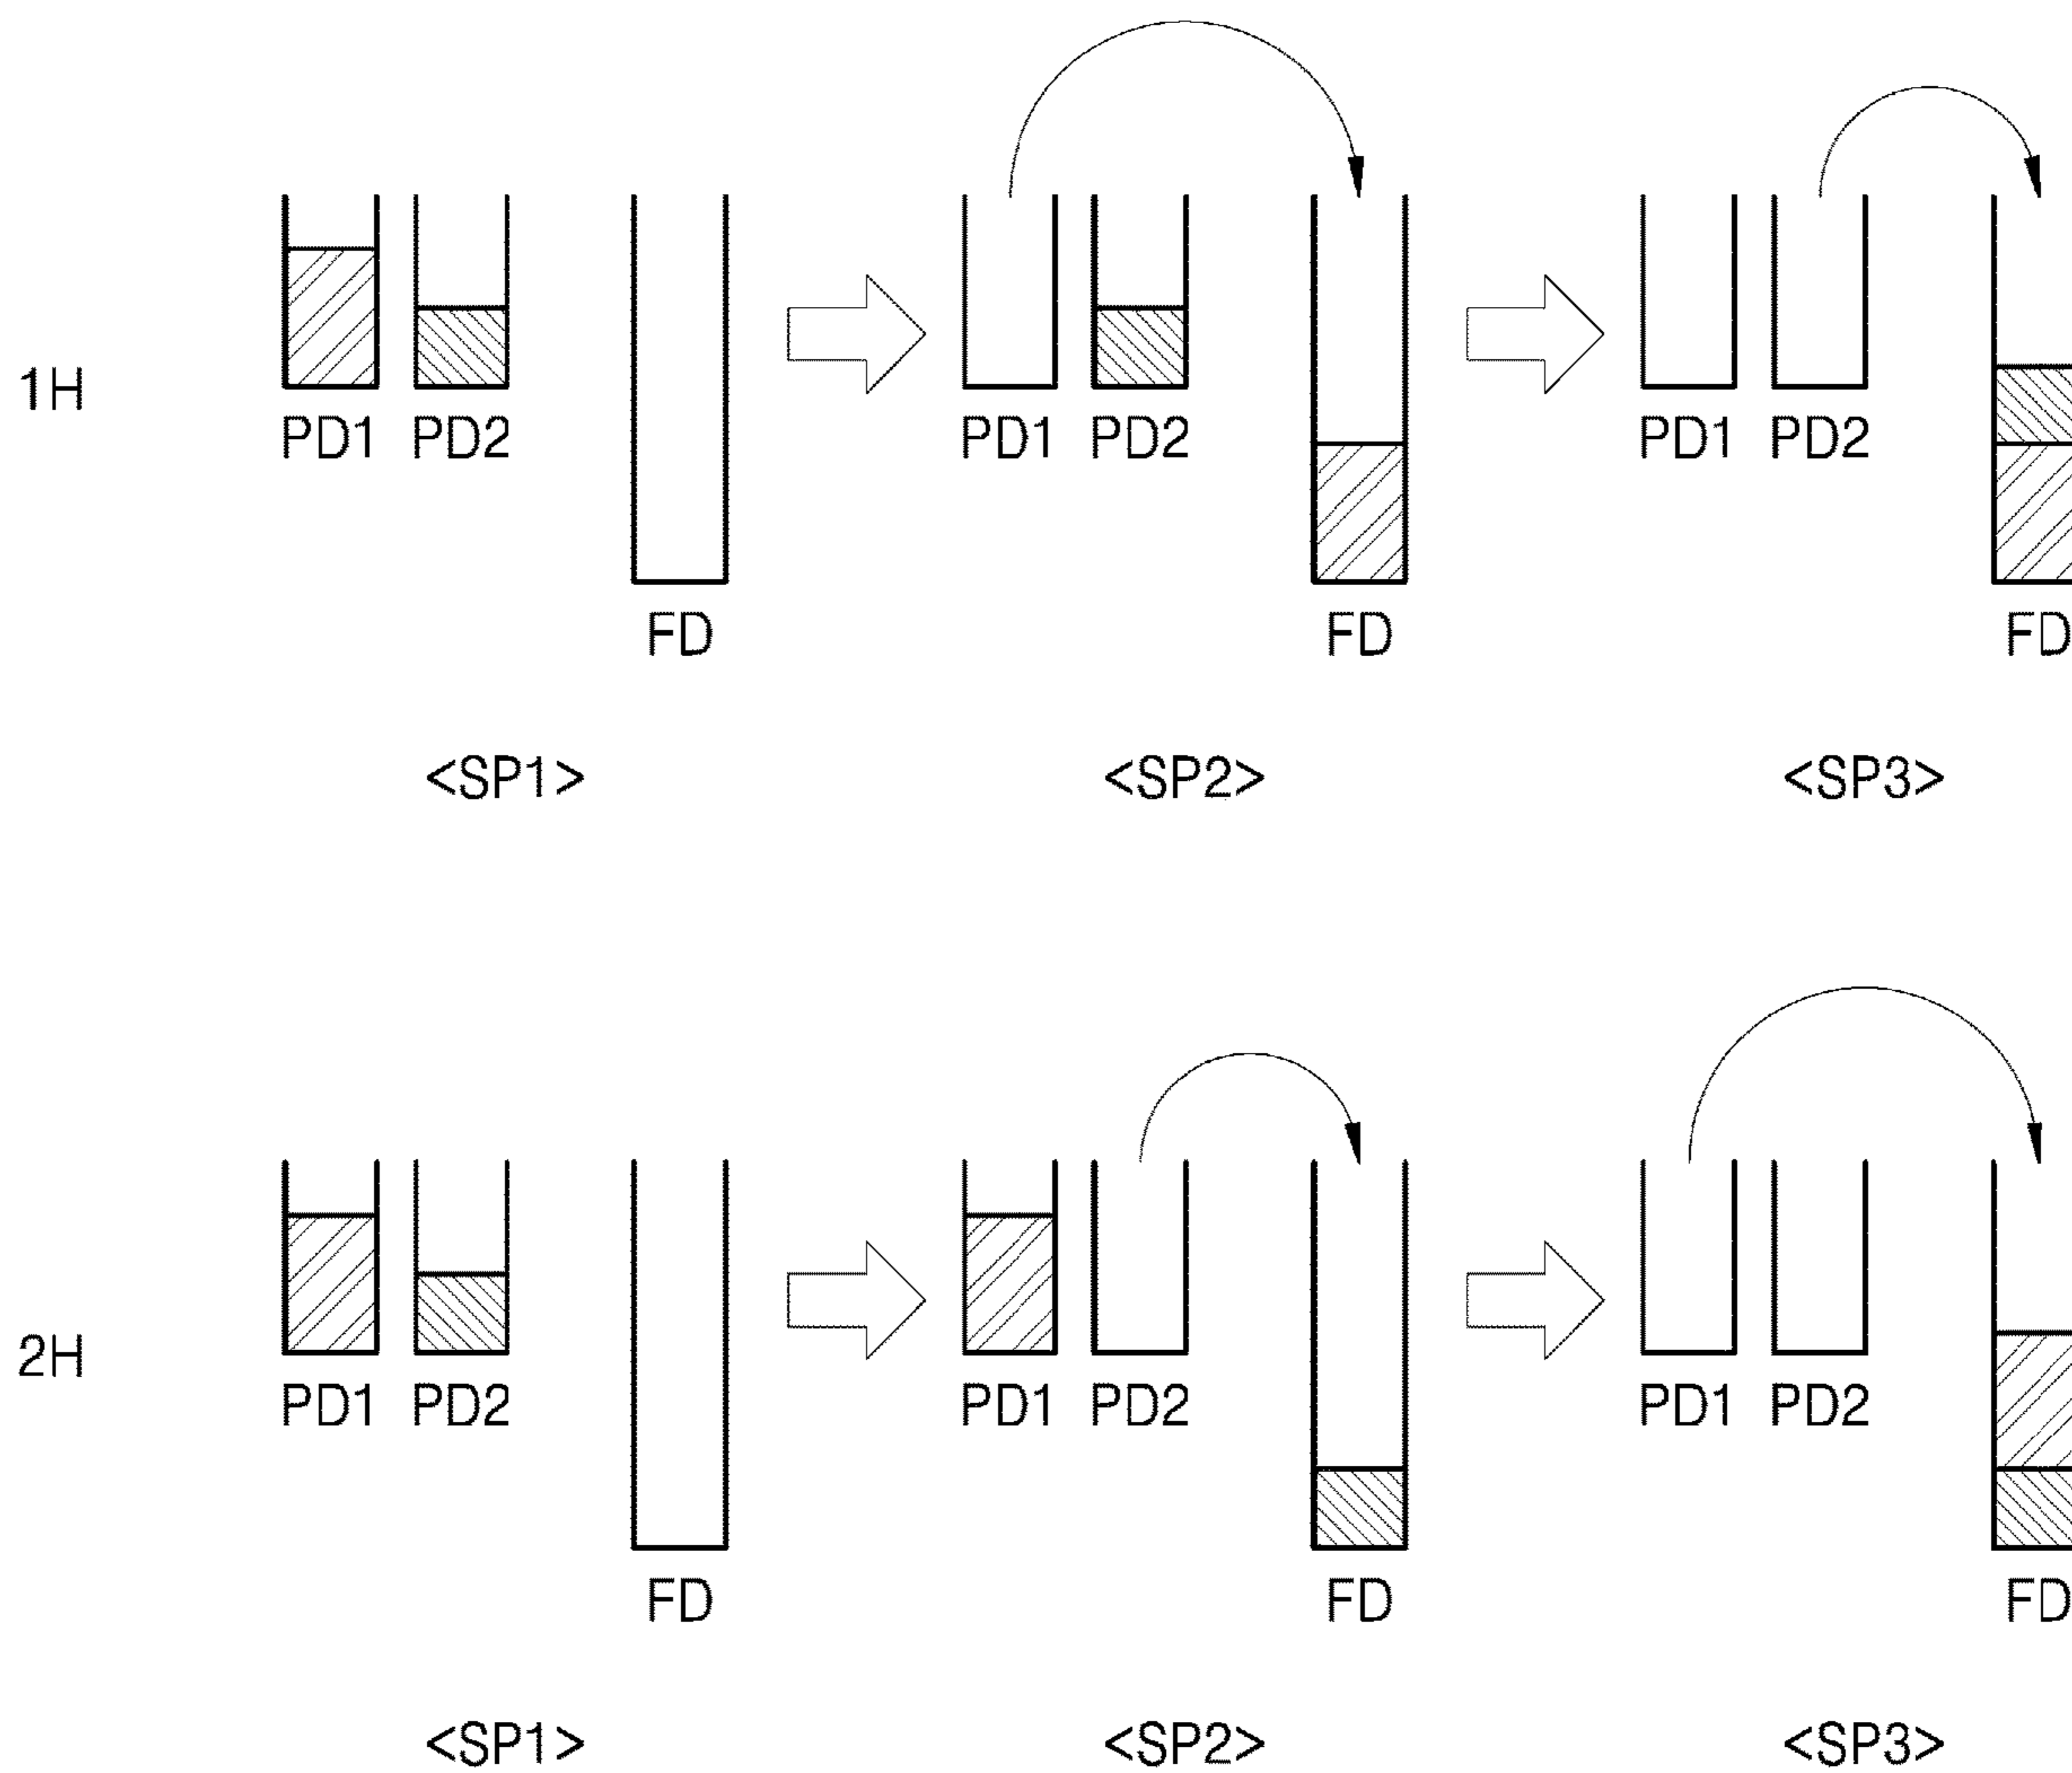 1H
PD1 PD2 PD1 PD2 PD1 PD2
FD FD FD
<SP1> <SP2> <SP3>
2H
PD1 PD2 PD1 PD2 PD1 PD2
FD FD FD
<SP1> <SP2> <SP3>